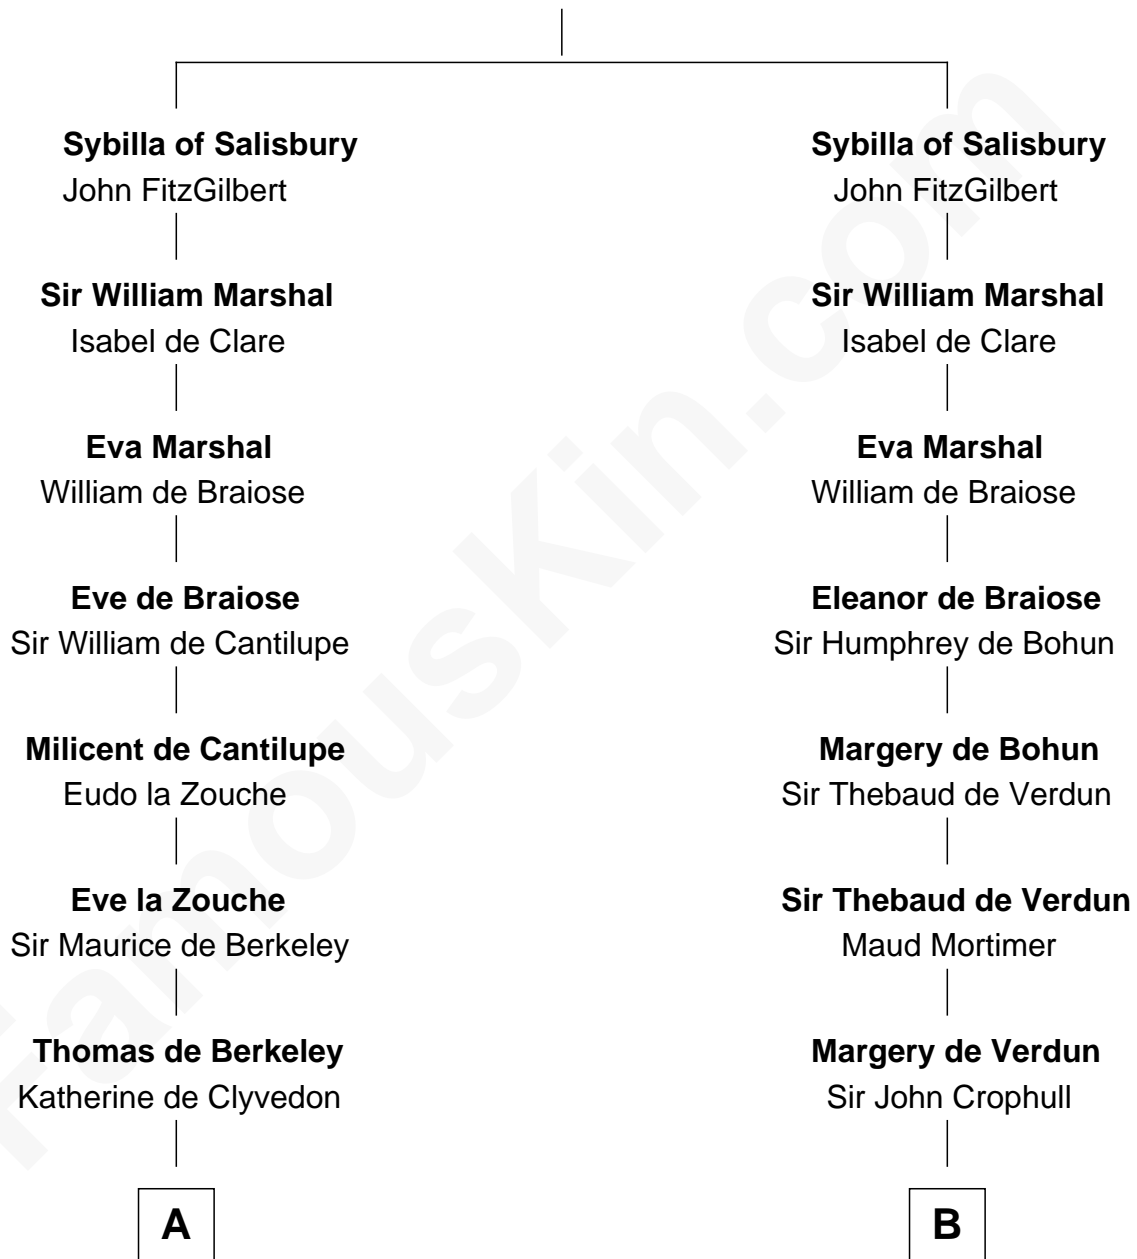 Sybilla of Salisbury
John FitzGilbert
Sir William Marshal
Isabel de Clare
Eva Marshal
William de Braiose
Eve de Braiose
Sir William de Cantilupe
Milicent de Cantilupe
Eudo la Zouche
Eve la Zouche
Sir Maurice de Berkeley
Thomas de Berkeley
Katherine de Clyvedon
A
Sybilla of Salisbury
John FitzGilbert
Sir William Marshal
Isabel de Clare
Eva Marshal
William de Braiose
Eleanor de Braiose
Sir Humphrey de Bohun
Margery de Bohun
Sir Thebaud de Verdun
Sir Thebaud de Verdun
Maud Mortimer
Margery de Verdun
Sir John Crophull
B
FamousKin.com